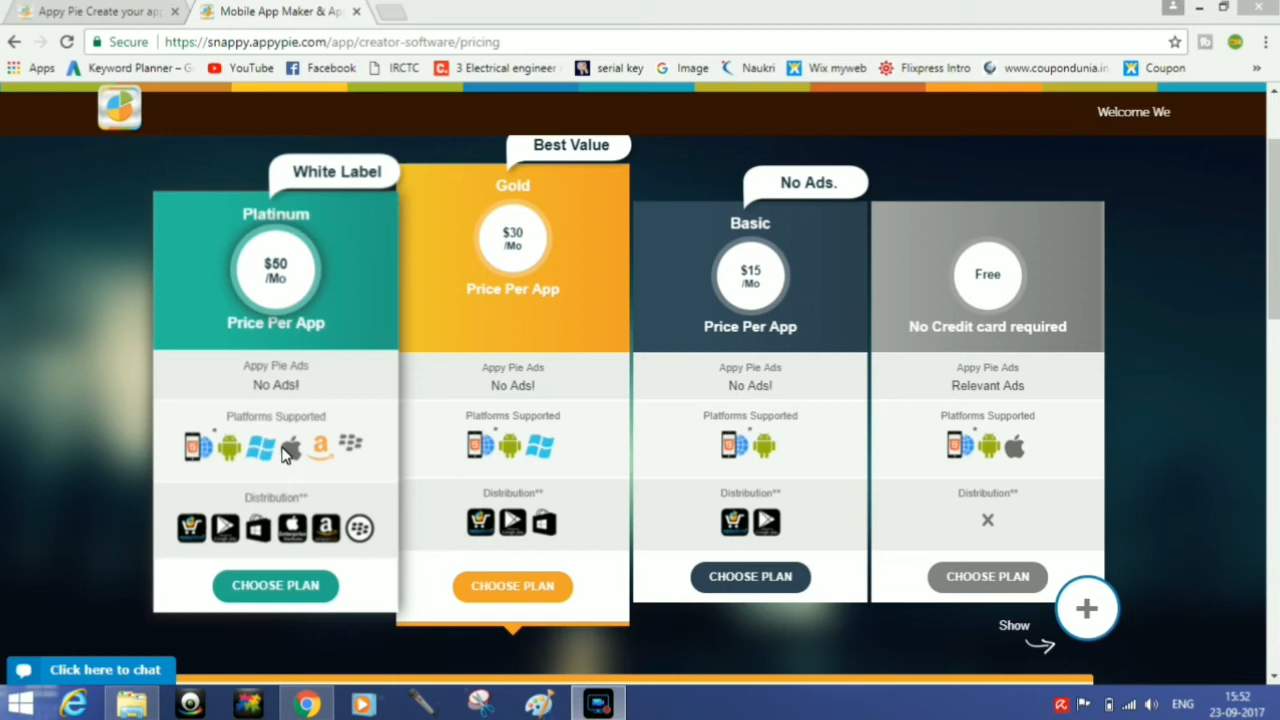 Appy Pie Create your app
Mobile App Maker & Ap
Secure
https://snappy.appypie.com/app/creator-software/pricing
Apps
Keyword Planner – G
YouTube
Facebook
IRCTC
3 Electrical engineer
serial key
Image
Naukri
Wix myweb
Flixpress Intro
www.coupondunia.in
Coupon
»
Welcome We
White Label
Platinum
$50
/Mo
Price Per App
Appy Pie Ads
No Ads!
Platforms Supported
Distribution**
CHOOSE PLAN
Best Value
Gold
$30
/Mo
Price Per App
Appy Pie Ads
No Ads!
Platforms Supported
Distribution**
CHOOSE PLAN
No Ads.
Basic
$15
/Mo
Price Per App
Appy Pie Ads
No Ads!
Platforms Supported
Distribution**
CHOOSE PLAN
Free
No Credit card required
Appy Pie Ads
Relevant Ads
Platforms Supported
Distribution**
CHOOSE PLAN
Show
Click here to chat
ENG
15:52
23-09-2017